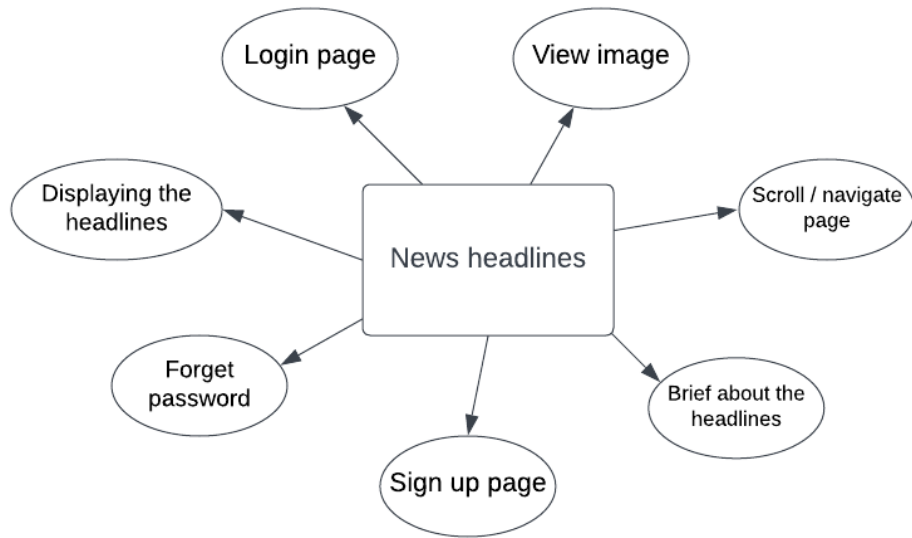 Login page
View image
Displaying the
headlines
Scroll / navigate
page
News headlines
Forget
password
Brief about the
headlines
Sign up page